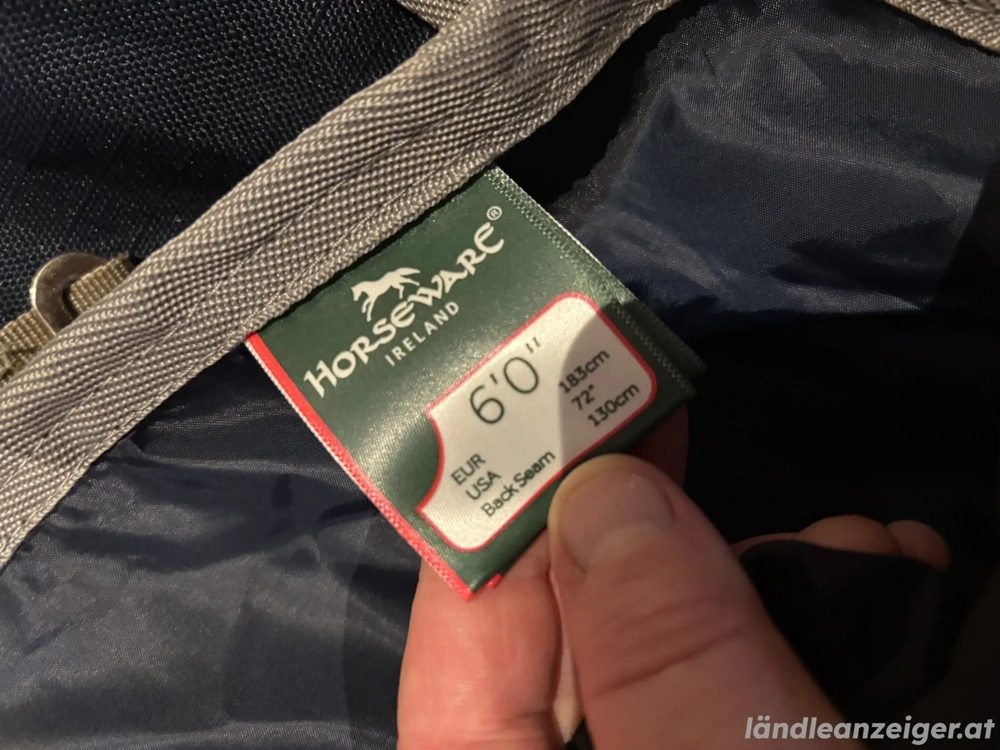 HORSEWARE®
IRELAND
6'0"
EUR 183cm
USA 72"
Back Seam 130cm
ländleanzeiger.at